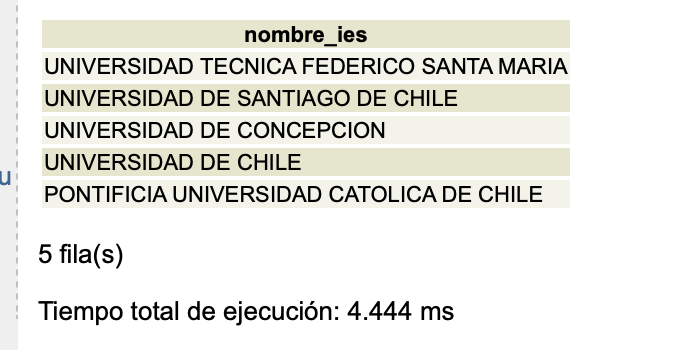 nombre_ies
UNIVERSIDAD TECNICA FEDERICO SANTA MARIA
UNIVERSIDAD DE SANTIAGO DE CHILE
UNIVERSIDAD DE CONCEPCION
UNIVERSIDAD DE CHILE
u
PONTIFICIA UNIVERSIDAD CATOLICA DE CHILE
5 fila(s)
Tiempo total de ejecución: 4.444 ms